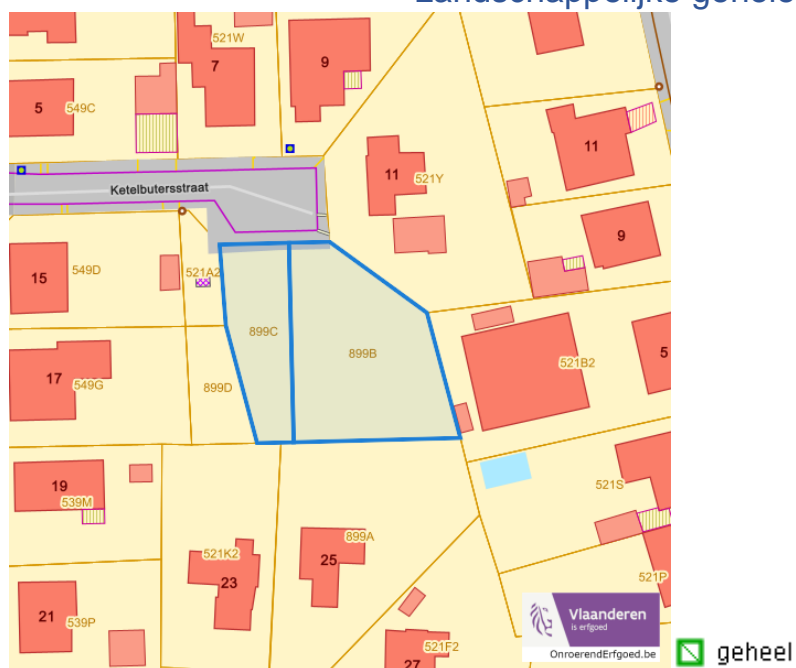 521W
7
9
5
549C
11
Ketelbutersstraat
11
521Y
9
15
549D
521A2
899C
899B
5
17
549G
899D
521B2
19
539M
521S
899A
25
521K2
23
521P
21
539P
521F2
27
Vlaanderen
is erfgoed
OnroerendErfgoed.be
geheel